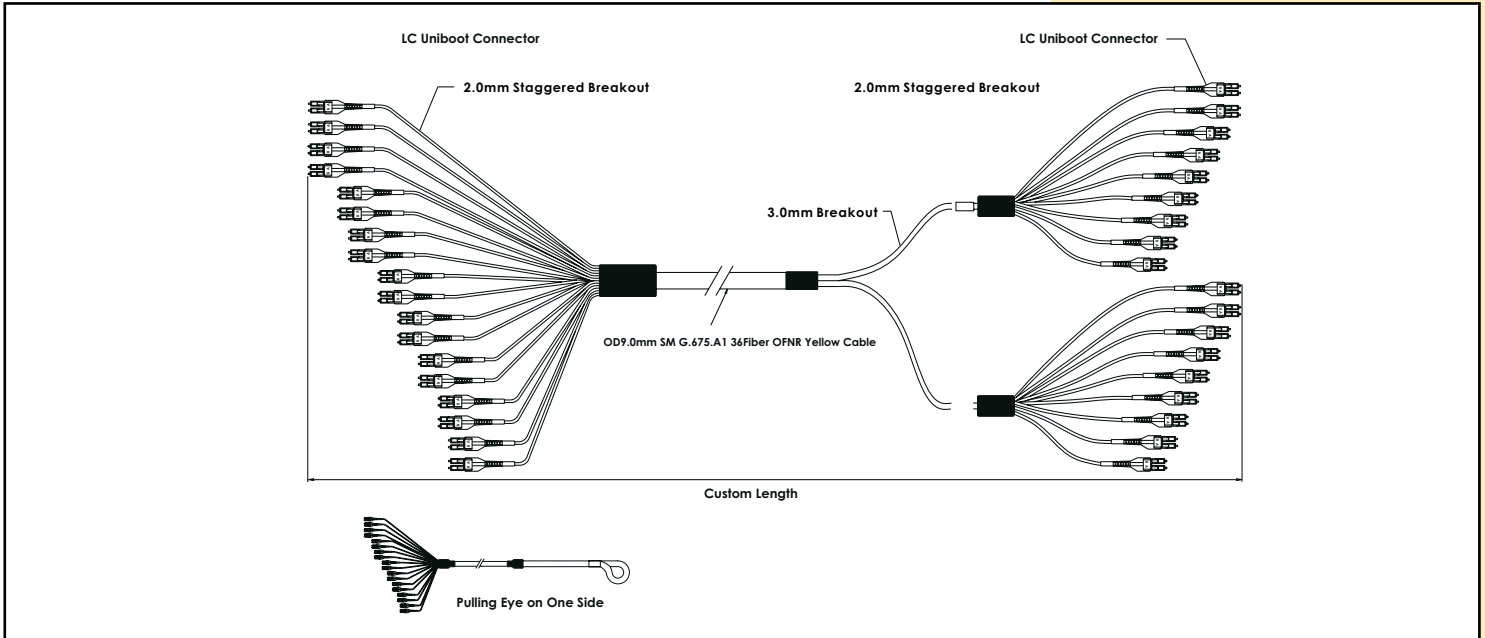 LC Uniboot Connector
LC Uniboot Connector
2.0mm Staggered Breakout
2.0mm Staggered Breakout
3.0mm Breakout
OD9.0mm SM G.675.A1 36Fiber OFNR Yellow Cable
Custom Length
Pulling Eye on One Side